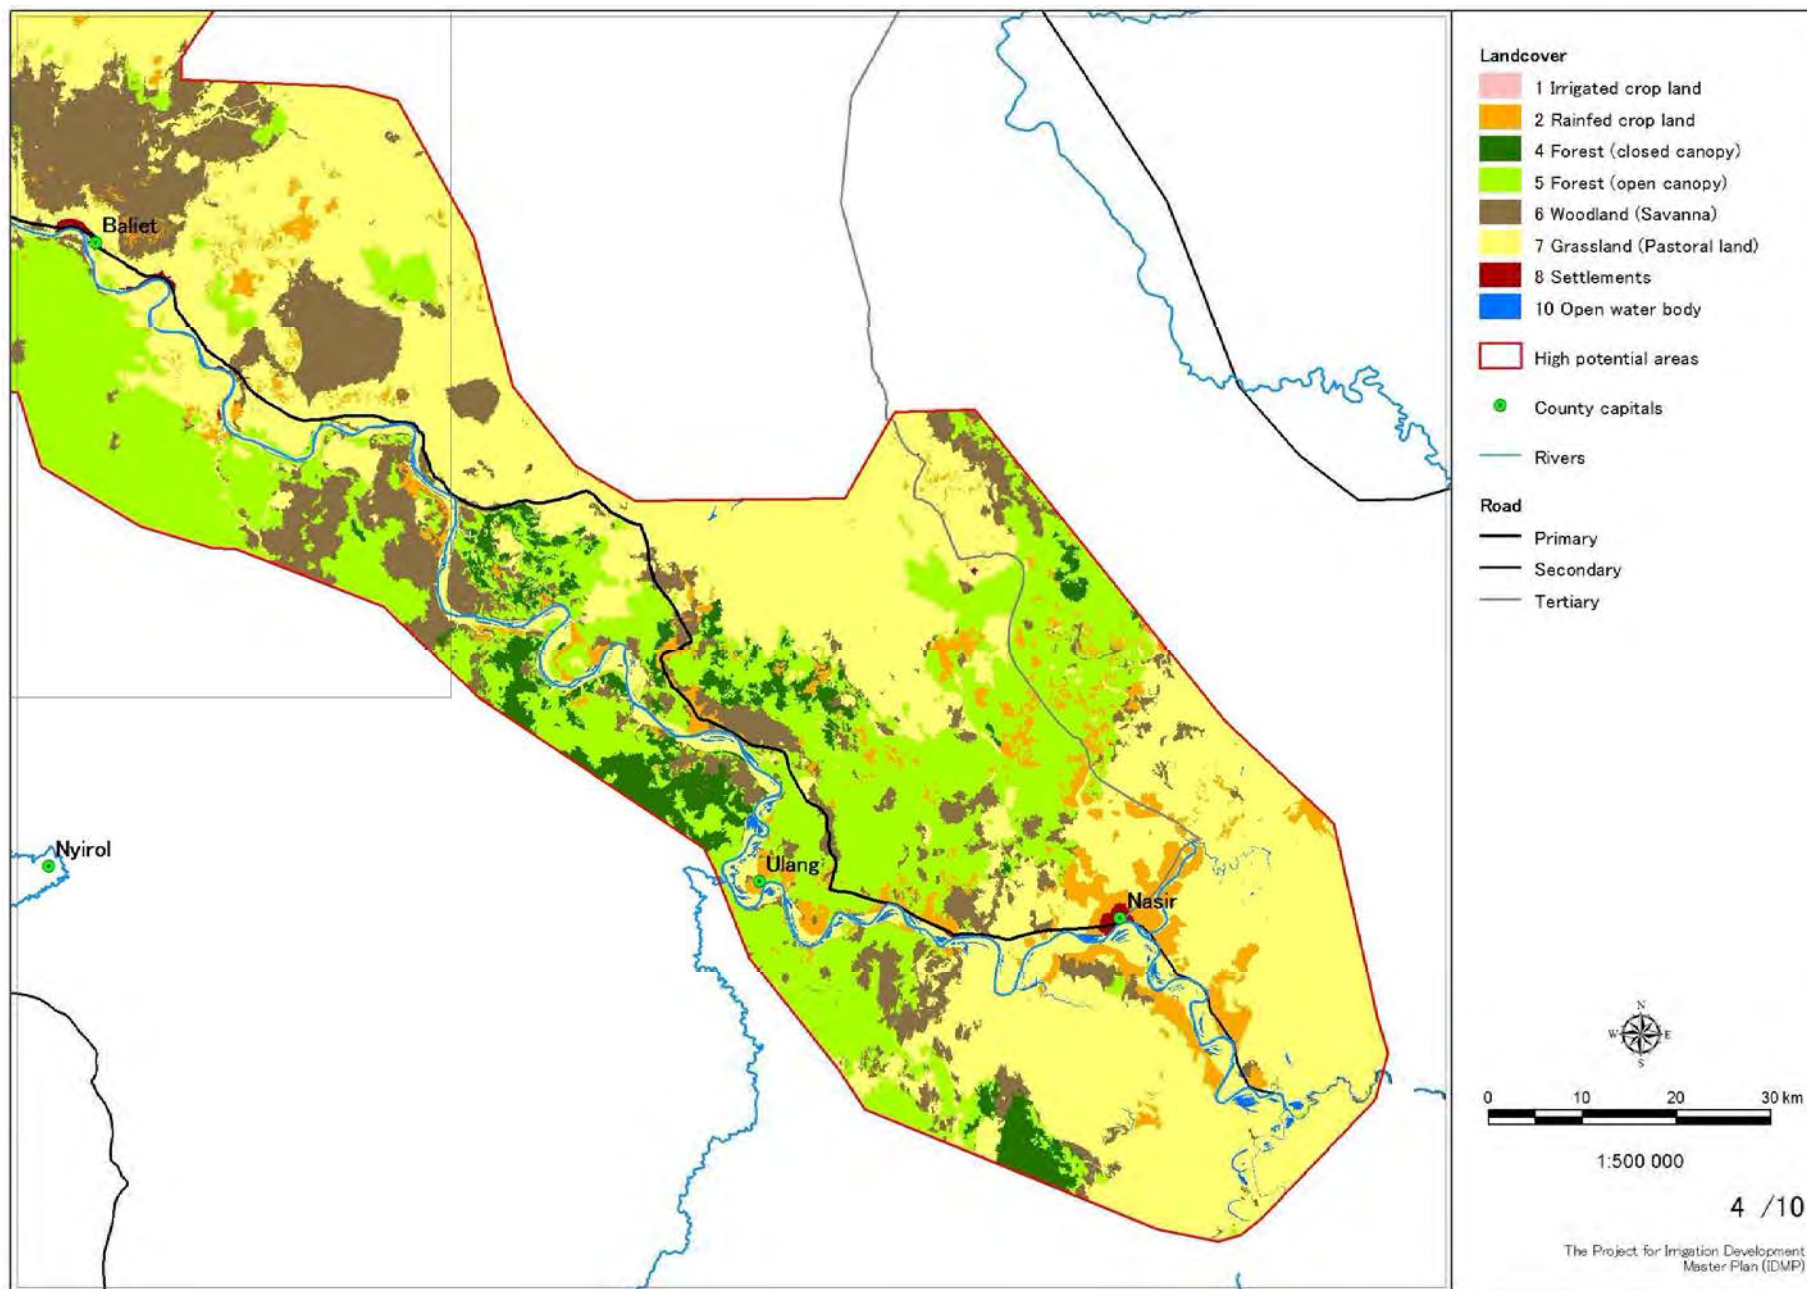 Baliet
Nyirol
Ulang
Nasir
Landcover
1 Irrigated crop land
2 Rainfed crop land
4 Forest (closed canopy)
5 Forest (open canopy)
6 Woodland (Savanna)
7 Grassland (Pastoral land)
8 Settlements
10 Open water body
High potential areas
County capitals
Rivers
Road
Primary
Secondary
Tertiary
N
W E
S
0 10 20 30 km
1:500 000
4 /10
The Project for Irrigation Development
Master Plan (IDMP)